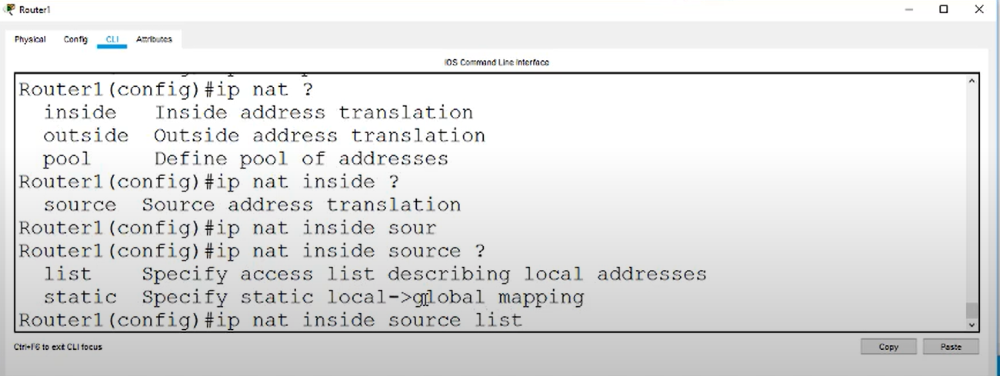 Router1
Physical Config CLI Attributes
IOS Command Line Interface
Router1(config)#ip nat ?
inside Inside address translation
outside Outside address translation
pool Define pool of addresses
Router1(config)#ip nat inside ?
source Source address translation
Router1(config)#ip nat inside sour
Router1(config)#ip nat inside source ?
list Specify access list describing local addresses
static Specify static local->global mapping
Router1(config)#ip nat inside source list
Ctrl+F6 to exit CLI focus
Copy Paste